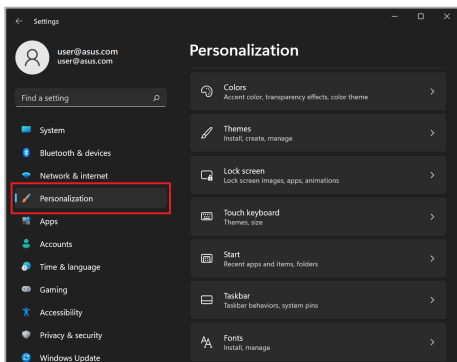 Settings
user@asus.com
user@asus.com
Find a setting
System
Bluetooth & devices
Network & internet
Personalization
Apps
Accounts
Time & language
Gaming
Accessibility
Privacy & security
Windows Update
Personalization
Colors
Accent color, transparency effects, color theme
Themes
Install, create, manage
Lock screen
Lock screen images, apps, animations
Touch keyboard
Themes, size
Start
Recent apps and items, folders
Taskbar
Taskbar behaviors, system pins
Fonts
Install, manage